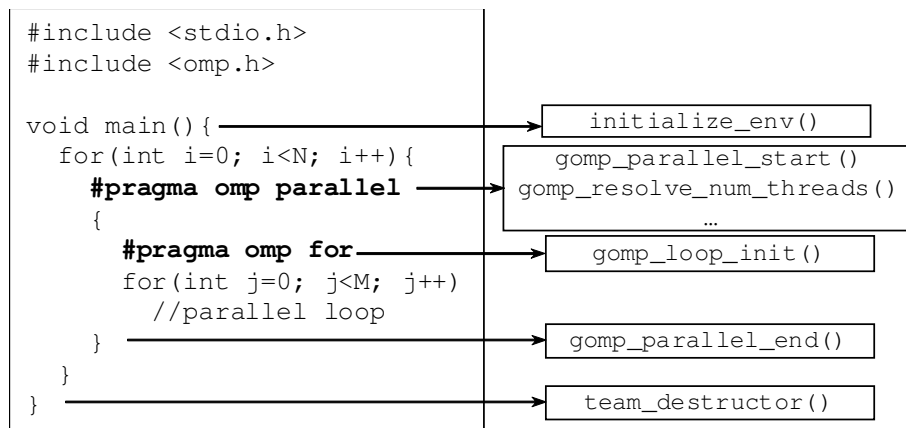 #include <stdio.h>
#include <omp.h>
void main(){
initialize_env()
for(int i=0; i<N; i++){
gomp_parallel_start()
#pragma omp parallel
gomp_resolve_num_threads()
{
…
#pragma omp for
gomp_loop_init()
for(int j=0; j<M; j++)
//parallel loop
}
gomp_parallel_end()
}
}
team_destructor()